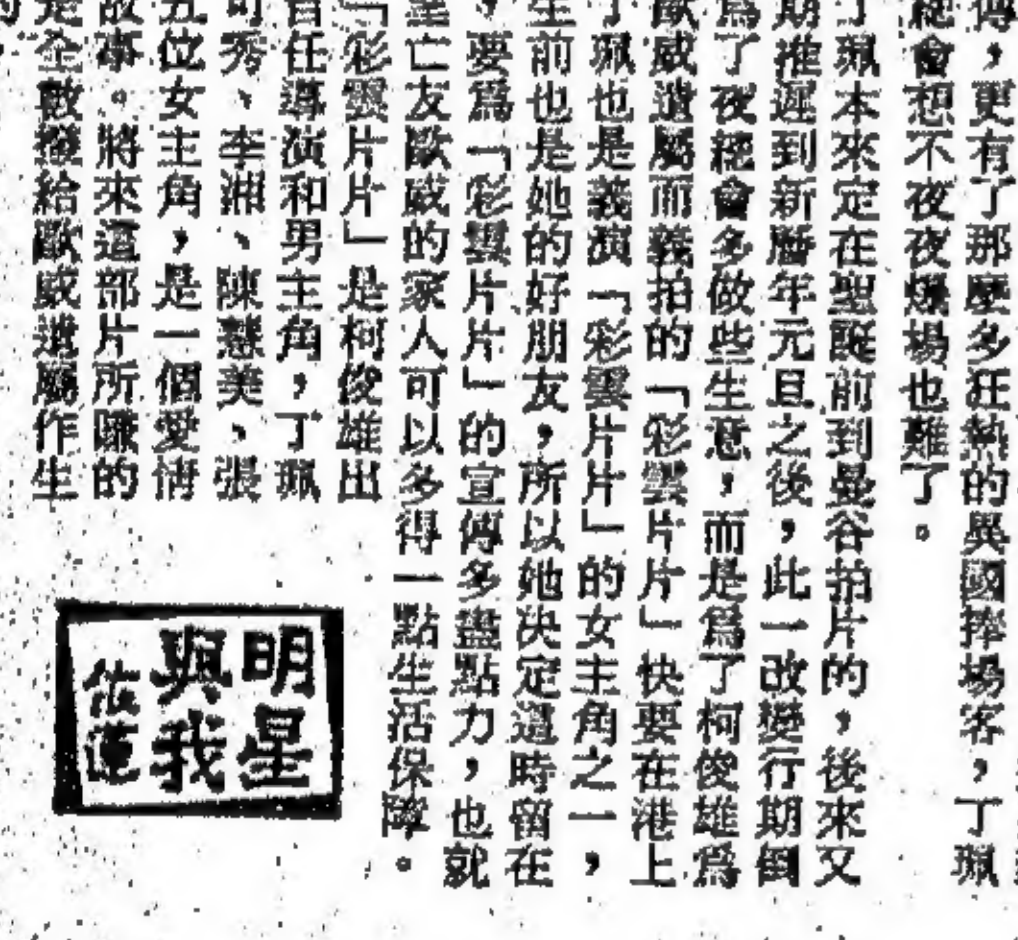 得，更有了那麼多狂熱的異國捧場客，丁珮
總會想不夜夜爆場也難了。
丁珮本來定在聖誕前到曼谷拍片的，後來又
期推遲到新曆年元旦之後，此一改變行期倒
爲了夜總會多做些生意，而是爲了柯俊雄爲
歐威遺屬而義拍的「彩雲片片」快要在港上
了珮也是義演「彩雲片片」的女主角之一，
生前也是她的好朋友，所以她決定這時留在
，要爲「彩雲片片」的宣傳多盡點力，也就
亡友歐威的家人可以多得一點生活保障。
「彩雲片片」是柯俊雄出
自任導演和男主角，丁珮
可秀、李湘、陳慧美、張
五位女主角，是一個愛情
故事。將來這部片所賺的
是全數撥給歐威遺屬作生
明星
與我
依蓮